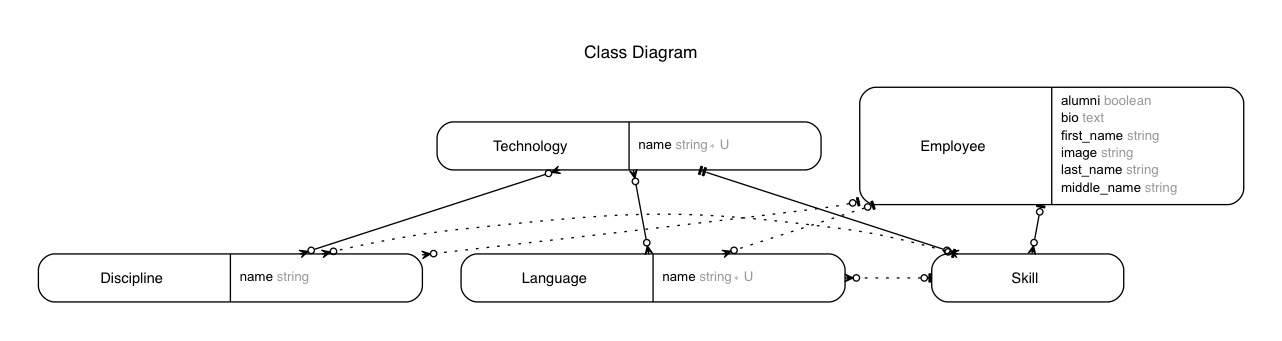 Class Diagram
Technology
name string * U
Employee
alumni boolean
bio text
first_name string
image string
last_name string
middle_name string
Discipline
name string
Language
name string * U
Skill